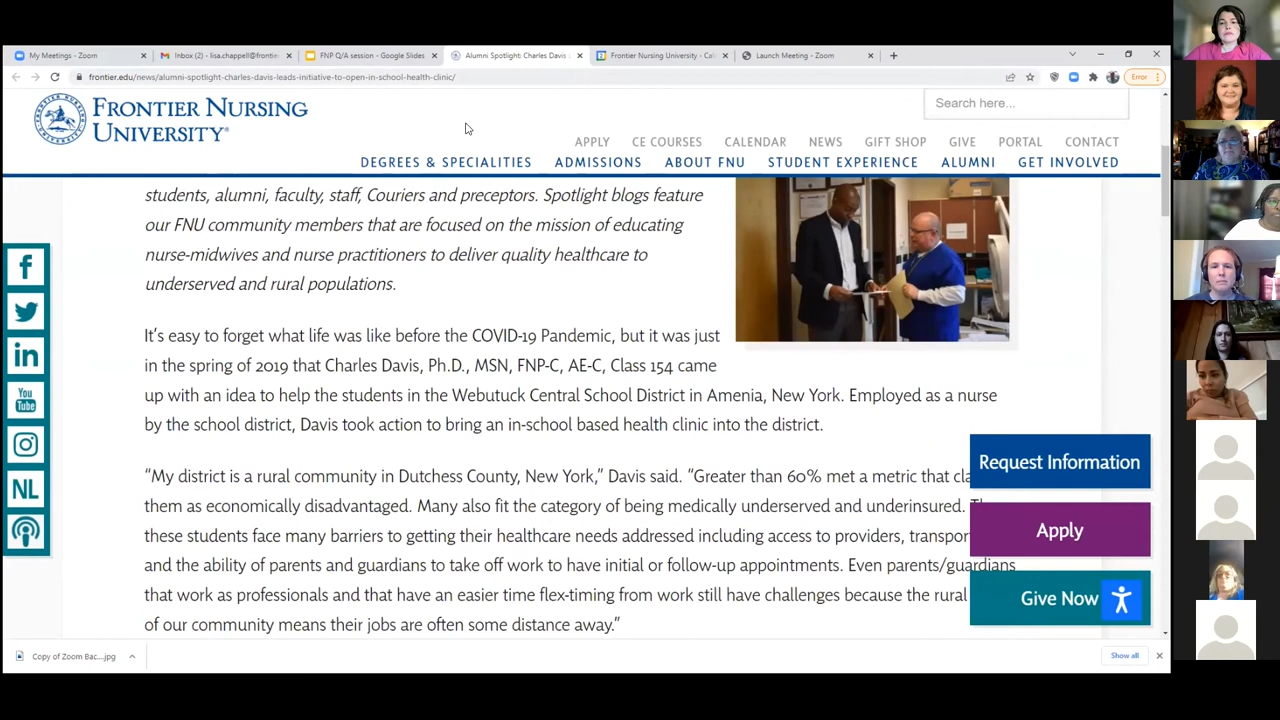 My Meetings - Zoom
Inbox (2) - lisa.chappell@frontie
FNP Q/A session - Google Slides
Alumni Spotlight: Charles Davis
Frontier Nursing University - Cal
Launch Meeting - Zoom
frontier.edu/news/alumni-spotlight-charles-davis-leads-initiative-to-open-in-school-health-clinic/
Error
FRONTIER NURSING
UNIVERSITY®
Search here...
APPLY CE COURSES CALENDAR NEWS GIFT SHOP GIVE PORTAL CONTACT
DEGREES & SPECIALITIES ADMISSIONS ABOUT FNU STUDENT EXPERIENCE ALUMNI GET INVOLVED
students, alumni, faculty, staff, Couriers and preceptors. Spotlight blogs feature
our FNU community members that are focused on the mission of educating
nurse-midwives and nurse practitioners to deliver quality healthcare to
underserved and rural populations.
It's easy to forget what life was like before the COVID-19 Pandemic, but it was just
in the spring of 2019 that Charles Davis, Ph.D., MSN, FNP-C, AE-C, Class 154 came
up with an idea to help the students in the Webutuck Central School District in Amenia, New York. Employed as a nurse
by the school district, Davis took action to bring an in-school based health clinic into the district.
“My district is a rural community in Dutchess County, New York,” Davis said. “Greater than 60% met a metric that cla
them as economically disadvantaged. Many also fit the category of being medically underserved and underinsured. Th
these students face many barriers to getting their healthcare needs addressed including access to providers, transpor
and the ability of parents and guardians to take off work to have initial or follow-up appointments. Even parents/guardians
that work as professionals and that have an easier time flex-timing from work still have challenges because the rural
of our community means their jobs are often some distance away.”
f
in
You
Tube
NL
Request Information
Apply
Give Now
Copy of Zoom Bac....jpg
Show all